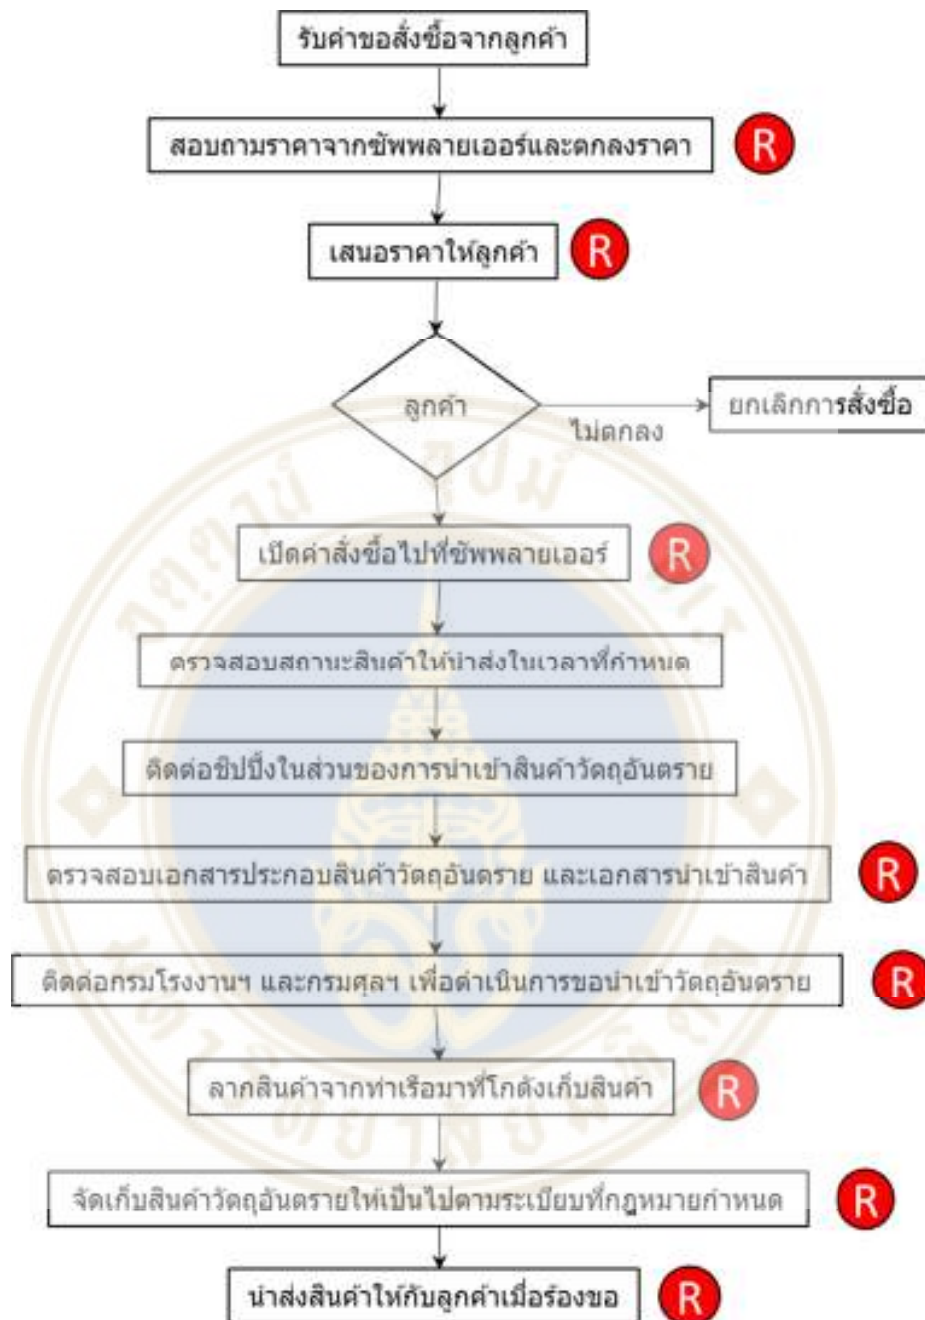 รับคำขอสั่งซื้อจากลูกค้า
สอบถามราคาจากซัพพลายเออร์และตกลงราคา R
เสนอราคาให้ลูกค้า R
ลูกค้า
ยกเลิกการสั่งซื้อ
ไม่ตกลง
เปิดคำสั่งซื้อไปที่ซัพพลายเออร์ R
ตรวจสอบสถานะสินค้าให้นำส่งในเวลาที่กำหนด
ติดต่อชิปปิ้งในส่วนของการนำเข้าสินค้าวัตถุอันตราย
ตรวจสอบเอกสารประกอบสินค้าวัตถุอันตราย และเอกสารนำเข้าสินค้า R
ติดต่อกรมโรงงานฯ และกรมศุลฯ เพื่อดำเนินการขอนำเข้าวัตถุอันตราย R
ลากสินค้าจากท่าเรือมาที่โกดังเก็บสินค้า R
จัดเก็บสินค้าวัตถุอันตรายให้เป็นไปตามระเบียบที่กฎหมายกำหนด R
นำส่งสินค้าให้กับลูกค้าเมื่อร้องขอ R